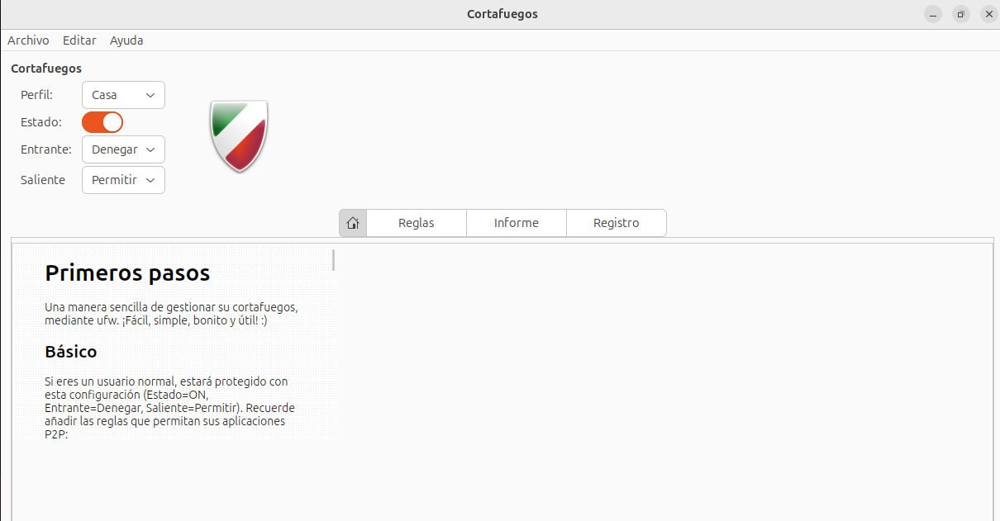 Cortafuegos
Archivo Editar Ayuda
Cortafuegos
Perfil: Casa
Estado:
Entrante: Denegar
Saliente Permitir
Reglas Informe Registro
Primeros pasos
Una manera sencilla de gestionar su cortafuegos,
mediante ufw. ¡Fácil, simple, bonito y útil! :)
Básico
Si eres un usuario normal, estará protegido con
esta configuración (Estado=ON,
Entrante=Denegar, Saliente=Permitir). Recuerde
añadir las reglas que permitan sus aplicaciones
P2P: